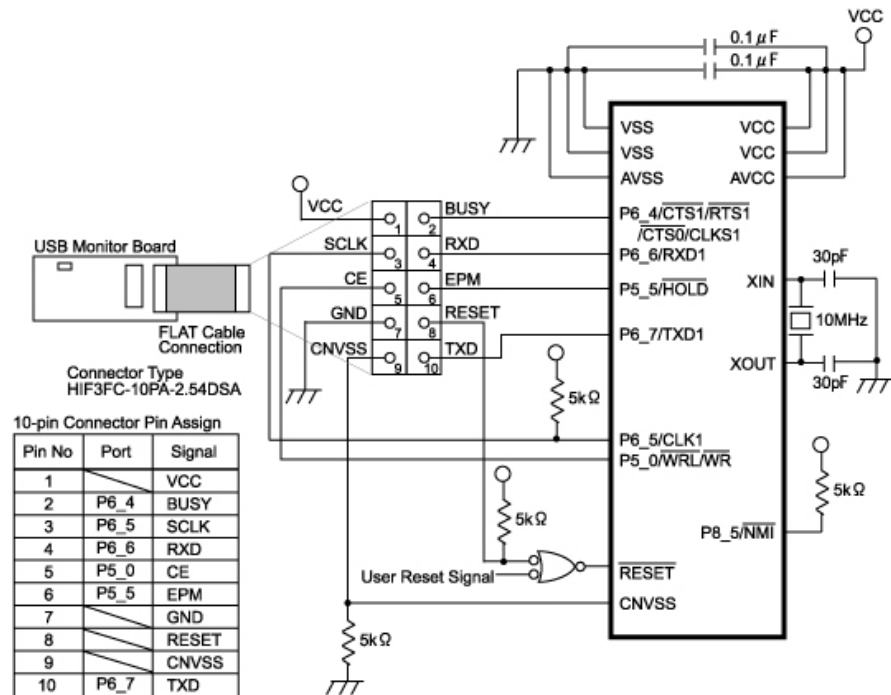 VCC
0.1μF
0.1μF
VSS
VCC
VSS
VCC
AVSS
AVCC
VCC
BUSY
P6_4/CTS1/RTS1
/CTS0/CLKS1
1
2
USB Monitor Board
SCLK
RXD
P6_6/RXD1
30pF
3
4
CE
EPM
P5_5/HOLD
XIN
5
6
GND
RESET
10MHz
7
8
FLAT Cable
Connection
CNVSS
TXD
P6_7/TXD1
XOUT
9
10
30pF
Connector Type
HIF3FC-10PA-2.54DSA
5kΩ
10-pin Connector Pin Assign
P6_5/CLK1
P5_0/WRL/WR
Pin No Port Signal
1 VCC
2 P6_4 BUSY
3 P6_5 SCLK
4 P6_6 RXD
5 P5_0 CE
6 P5_5 EPM
7 GND
8 RESET
9 CNVSS
10 P6_7 TXD
5kΩ
5kΩ
P8_5/NMI
User Reset Signal
RESET
CNVSS
5kΩ